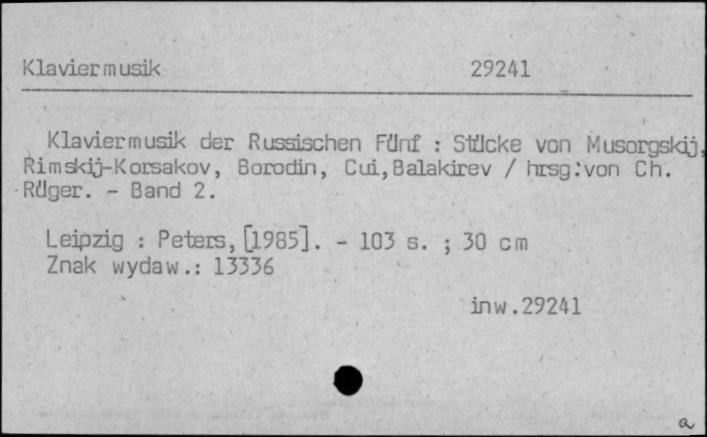 Klaviermusik 29241
Klaviermusik der Russischen Fünf : Stücke von Musorgskij,
Rimskij-Korsakov, Borodin, Cui, Balakirev / hrsg. von Ch.
Rüger. - Band 2.
Leipzig : Peters, [1985]. - 103 s. ; 30 cm
Znak wydaw.: 13336
inw.29241
a